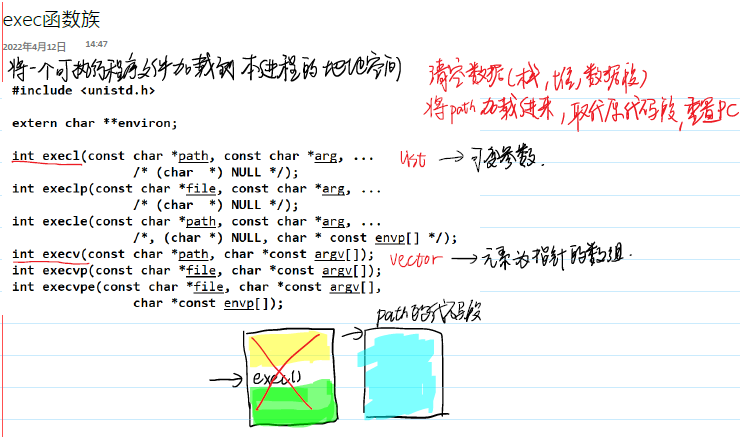 exec函数族
2022年4月12日 14:47
将一个可执行程序文件加载到 本进程的地址空间
清空数据(栈,堆,数据段)
将path加载进来,取代原代码段,重置PC
#include <unistd.h>
extern char **environ;
int execl(const char *path, const char *arg, ...
/* (char  *) NULL */);
list → 可变参数.
int execlp(const char *file, const char *arg, ...
/* (char  *) NULL */);
int execle(const char *path, const char *arg, ...
/*, (char *) NULL, char * const envp[] */);
int execv(const char *path, char *const argv[]);
vector → 元素为指针的数组.
int execvp(const char *file, char *const argv[]);
int execvpe(const char *file, char *const argv[],
char *const envp[]);
path的代码段
exec()